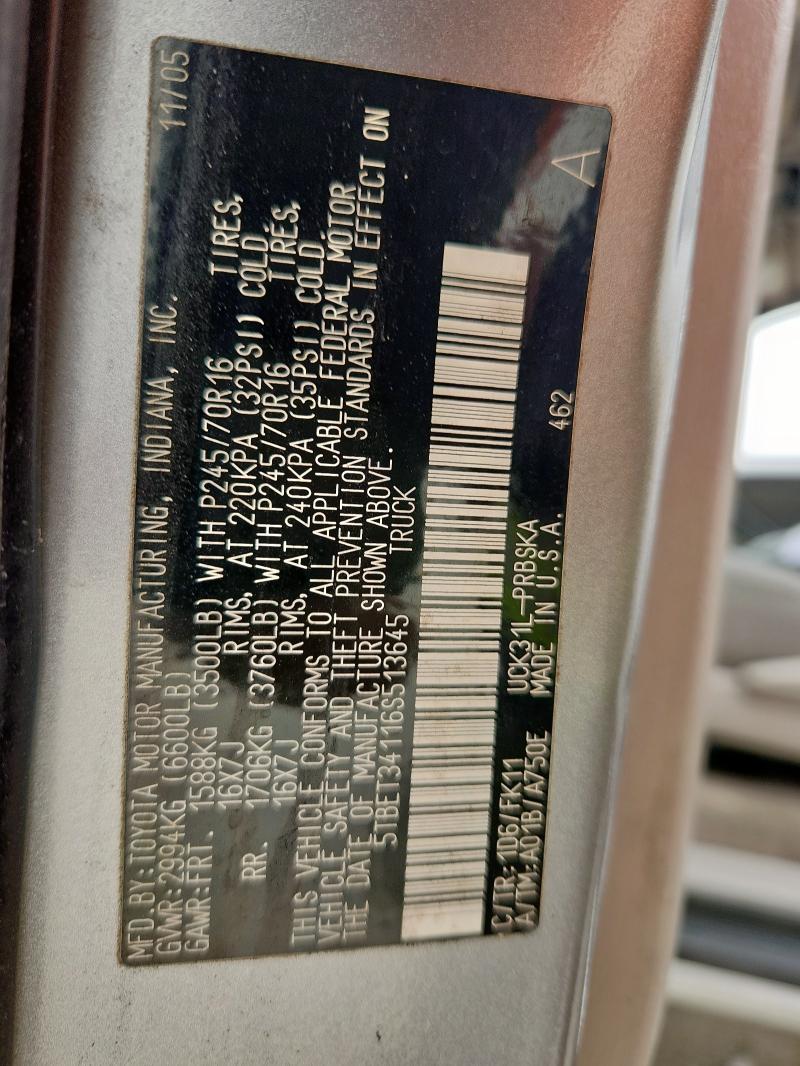 MFD.BY:TOYOTA MOTOR MANUFACTURING, INDIANA, INC. 11/05
GVWR:2994KG(6600LB)
GAWR:FRT. 1588KG (3500LB) WITH P245/70R16 TIRES,
16X7J RIMS, AT 220KPA (32PSI) COLD
RR. 1706KG (3760LB) WITH P245/70R16 TIRES,
16X7J RIMS, AT 240KPA (35PSI) COLD
THIS VEHICLE CONFORMS TO ALL APPLICABLE FEDERAL MOTOR
VEHICLE SAFETY AND THEFT PREVENTION STANDARDS IN EFFECT ON
THE DATE OF MANUFACTURE SHOWN ABOVE.
5TBET34116S513645 TRUCK
C/TR:1D6/FK11 UCK31L-PRBSKA 462 A
A/TM:A01B/A750E MADE IN U.S.A.